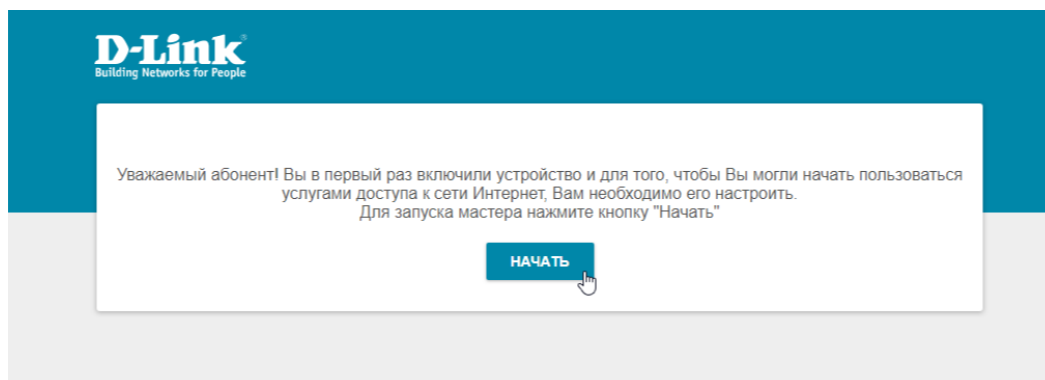 D-Link
Building Networks for People
Уважаемый абонент! Вы в первый раз включили устройство и для того, чтобы Вы могли начать пользоваться
услугами доступа к сети Интернет, Вам необходимо его настроить.
Для запуска мастера нажмите кнопку "Начать"
НАЧАТЬ